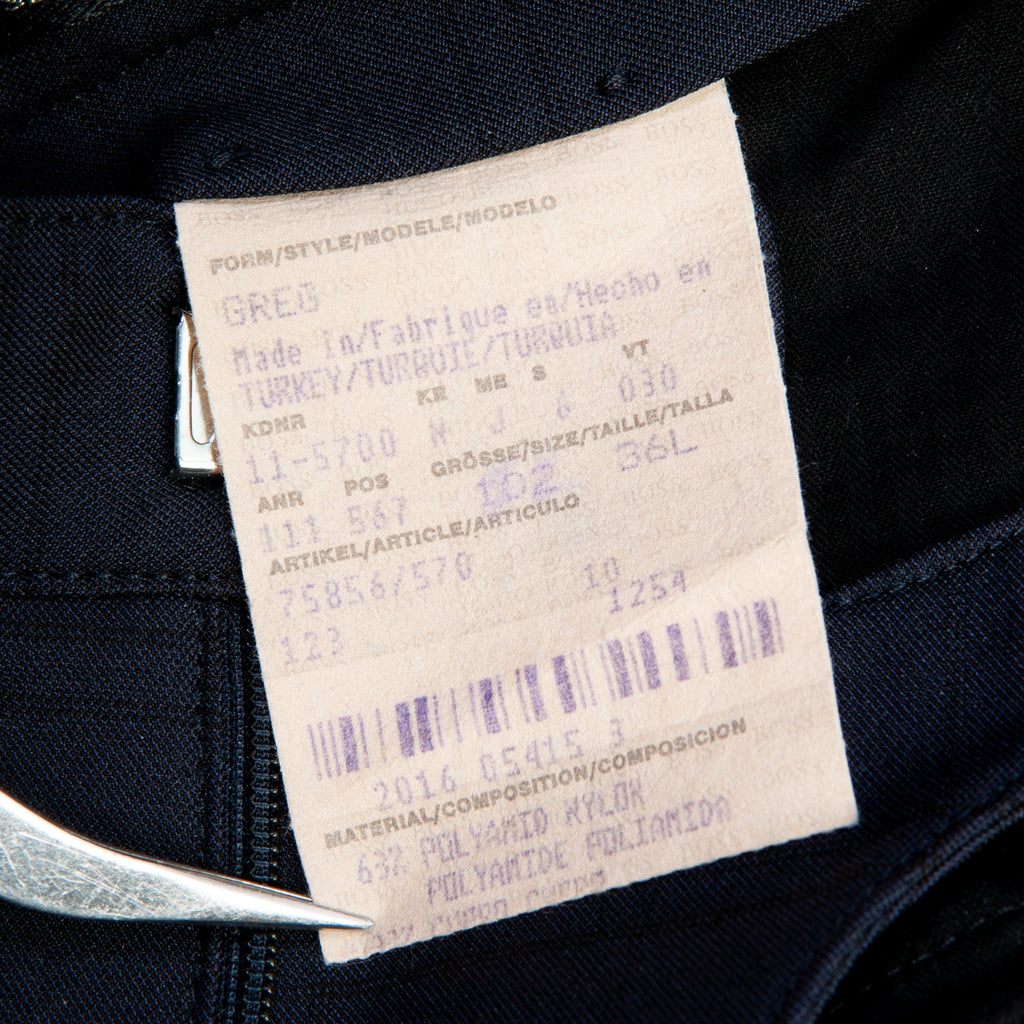 FORM/STYLE/MODELE/MODELO
GREG
Made in/Fabrique en/Hecho en
TURKEY/TURQUIE/TURQUIA
KDNR KE ME S VT
11-5700 N J 6 030
ANR POS GRÖSSE/SIZE/TAILLE/TALLA
111 567 102 36L
ARTIKEL/ARTICLE/ARTICULO
75856/570 10
123 1254
2016 05415 3
MATERIAL/COMPOSITION/COMPOSICION
63% POLYAMID NYLON
POLYAMIDE POLIAMIDA